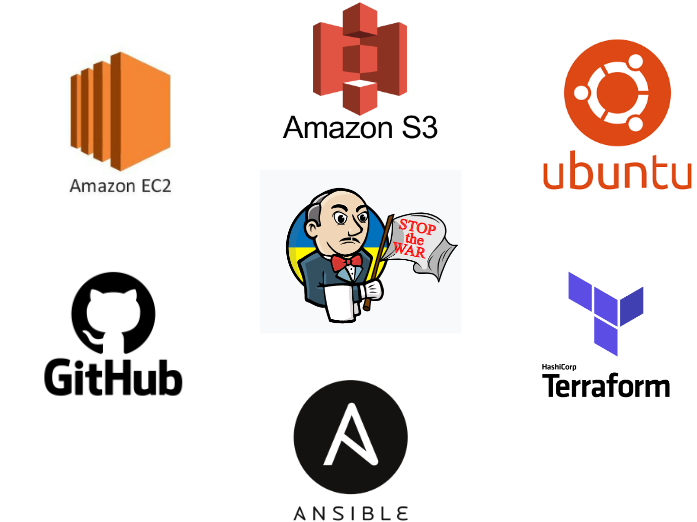 Amazon S3
Amazon EC2
ubuntu
STOP
the
WAR
GitHub
HashiCorp
Terraform
ANSIBLE